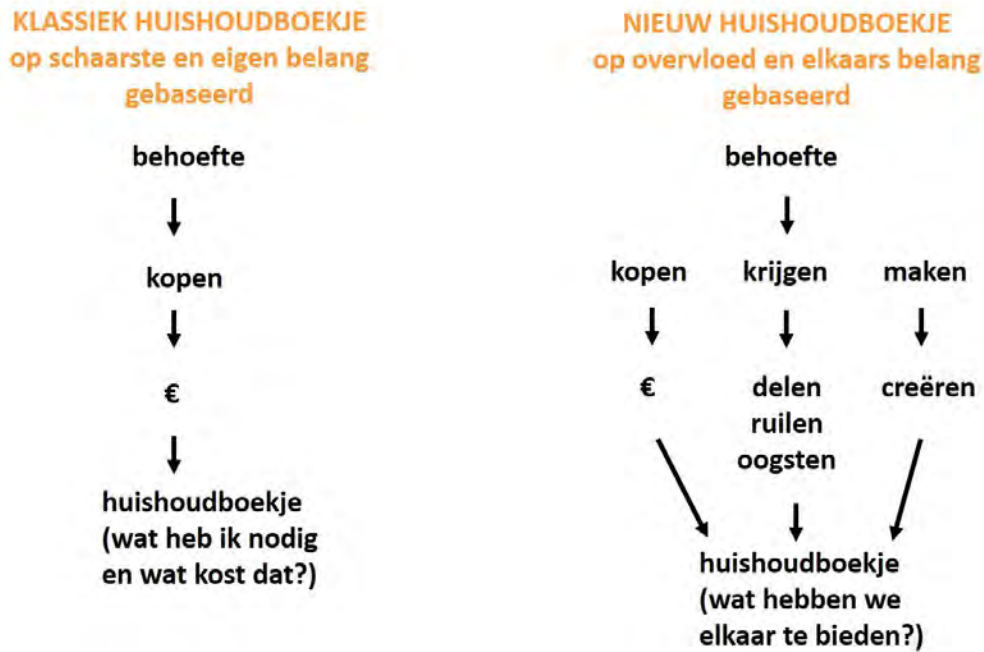 KLASSIEK HUISHOUDBOEKJE
op schaarste en eigen belang
gebaseerd
behoefte
kopen
€
huishoudboekje
(wat heb ik nodig
en wat kost dat?)
NIEUW HUISHOUDBOEKJE
op overvloed en elkaars belang
gebaseerd
behoefte
kopen krijgen maken
€ delen creëren
ruilen
oogsten
huishoudboekje
(wat hebben we
elkaar te bieden?)